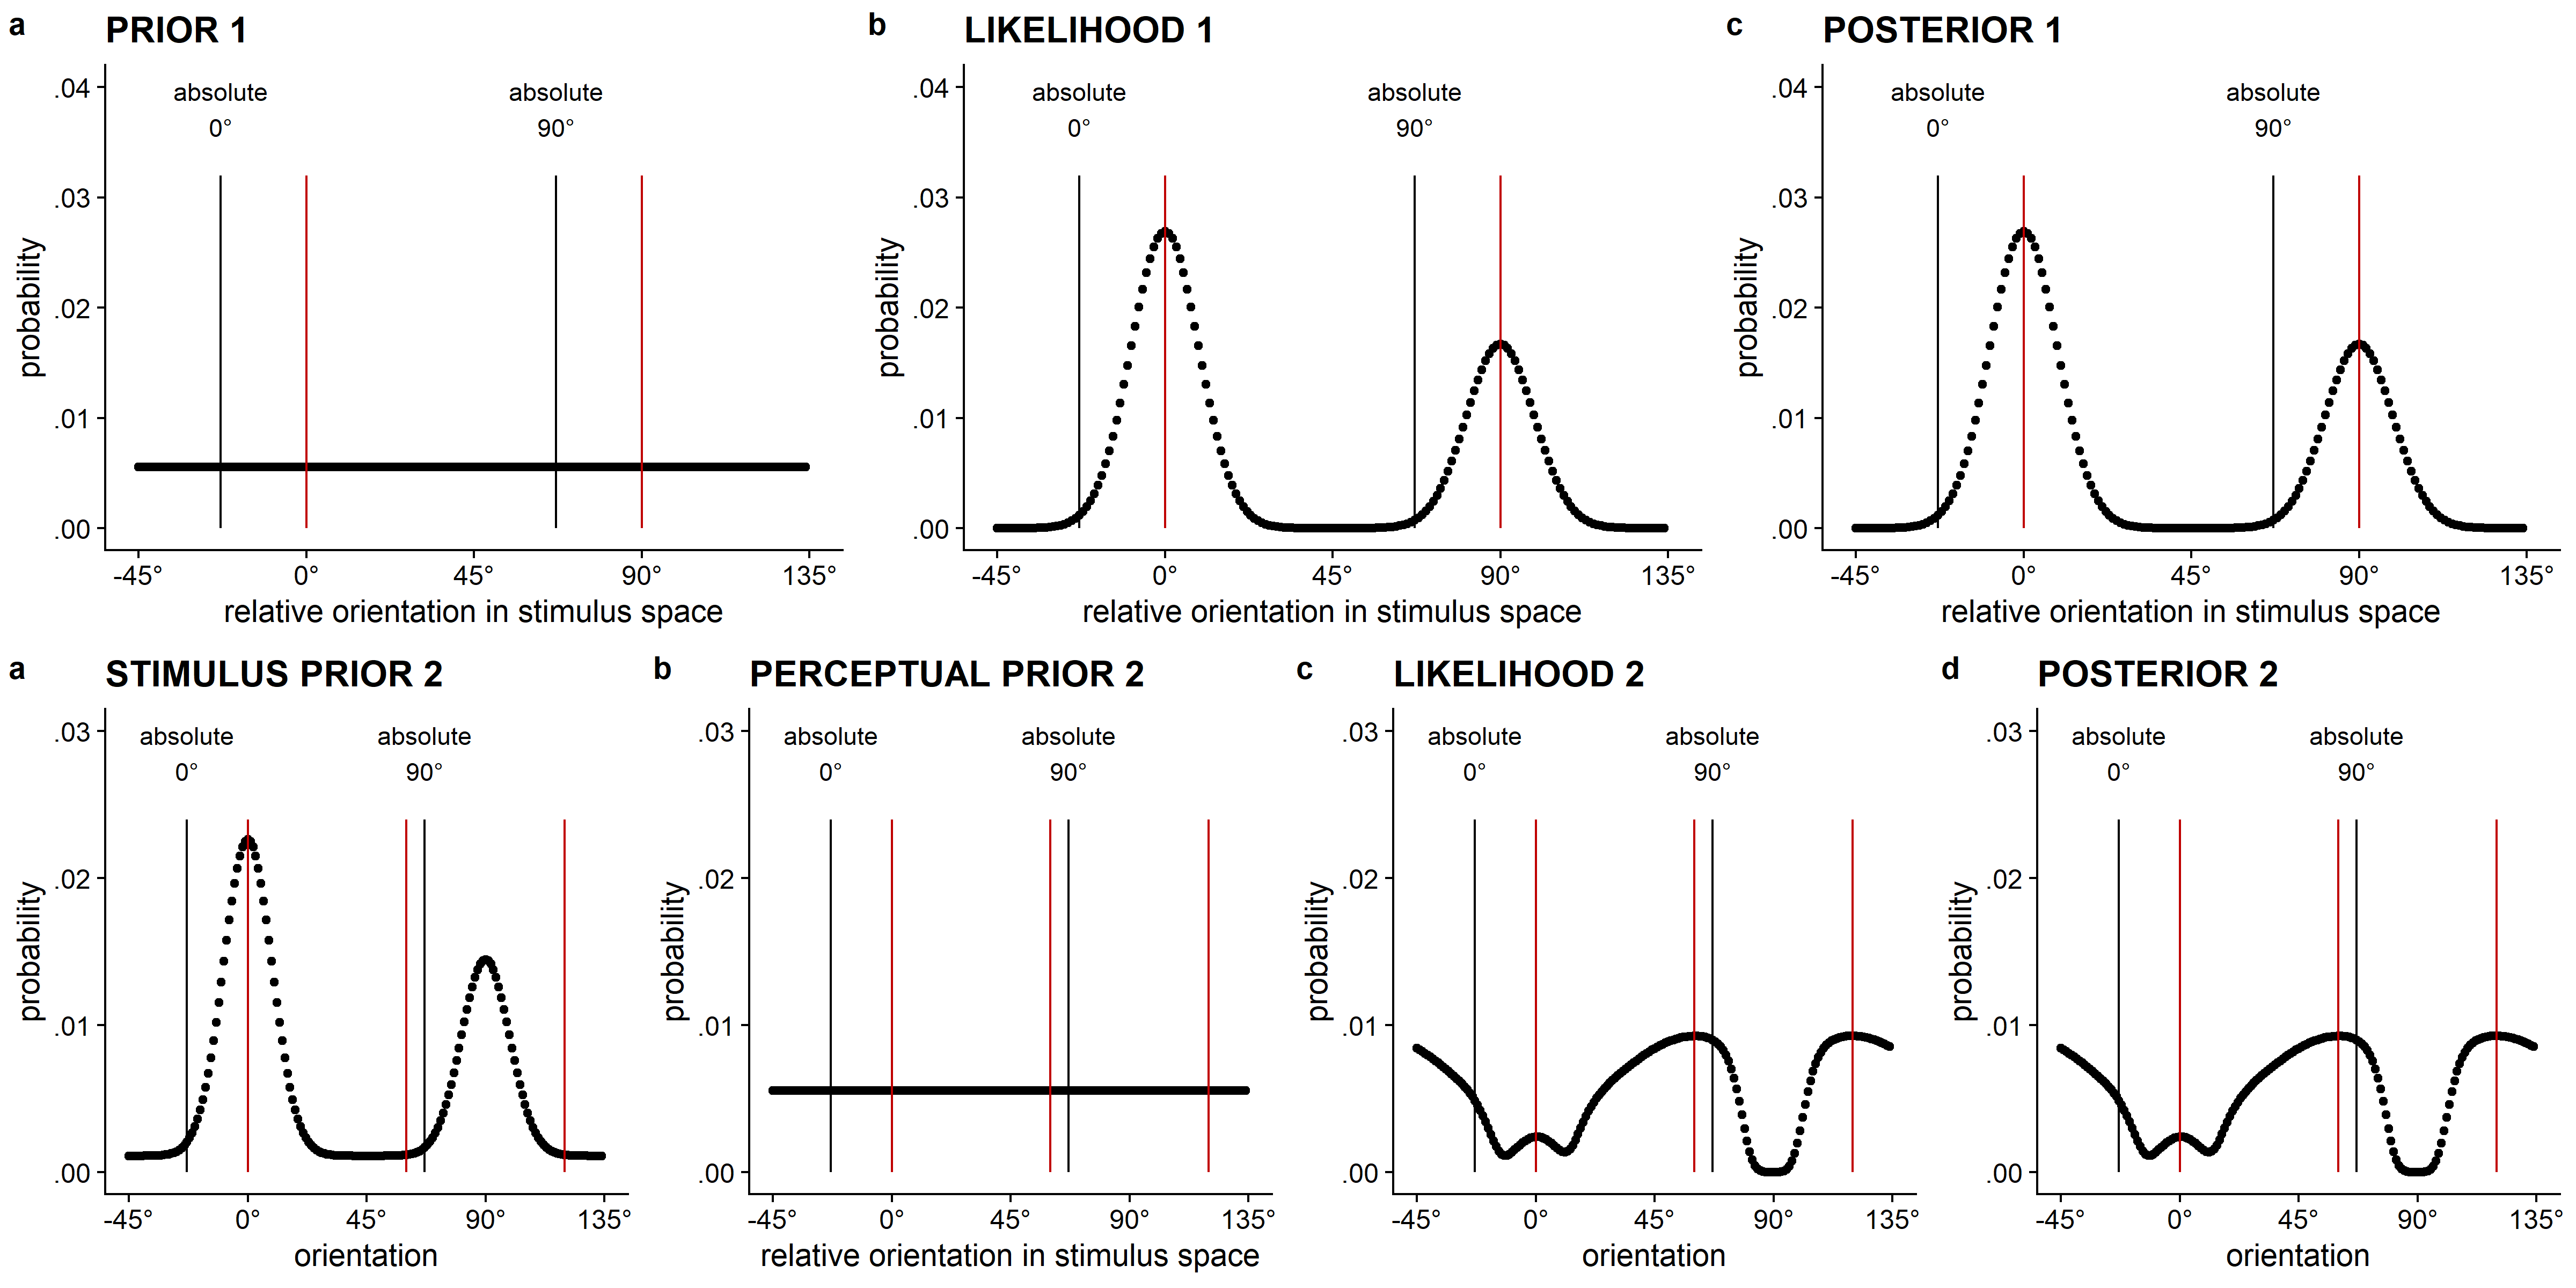 a PRIOR 1
absolute absolute
0° 90°
.04
.03
.02
.01
.00
probability
-45° 0° 45° 90° 135°
relative orientation in stimulus space
b LIKELIHOOD 1
absolute absolute
0° 90°
.04
.03
.02
.01
.00
probability
-45° 0° 45° 90° 135°
relative orientation in stimulus space
c POSTERIOR 1
absolute absolute
0° 90°
.04
.03
.02
.01
.00
probability
-45° 0° 45° 90° 135°
relative orientation in stimulus space
a STIMULUS PRIOR 2
absolute absolute
0° 90°
.03
.02
.01
.00
probability
-45° 0° 45° 90° 135°
orientation
b PERCEPTUAL PRIOR 2
absolute absolute
0° 90°
.03
.02
.01
.00
probability
-45° 0° 45° 90° 135°
relative orientation in stimulus space
c LIKELIHOOD 2
absolute absolute
0° 90°
.03
.02
.01
.00
probability
-45° 0° 45° 90° 135°
orientation
d POSTERIOR 2
absolute absolute
0° 90°
.03
.02
.01
.00
probability
-45° 0° 45° 90° 135°
orientation